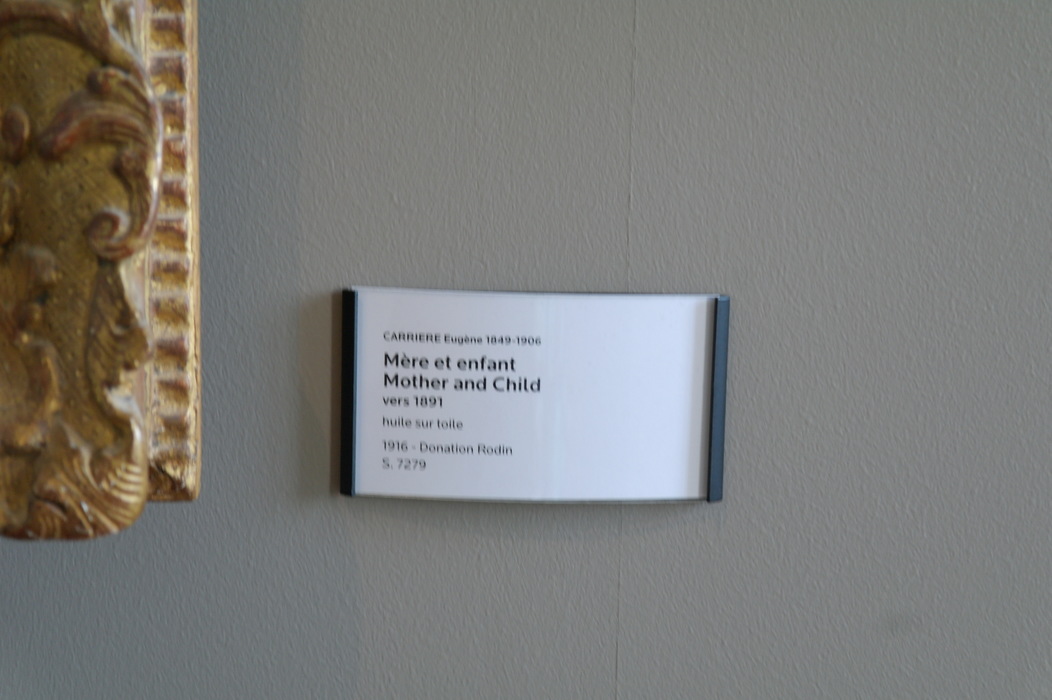 CARRIERE Eugène 1849-1906
Mère et enfant
Mother and Child
vers 1891
huile sur toile
1916 - Donation Rodin
S. 7279